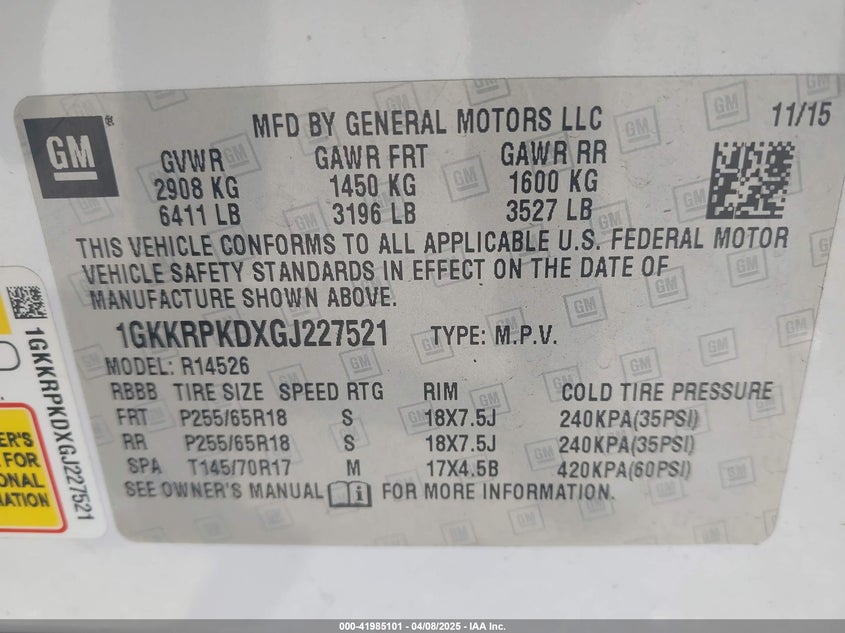 GM
MFD BY GENERAL MOTORS LLC 11/15
GVWR GAWR FRT GAWR RR
2908 KG 1450 KG 1600 KG
6411 LB 3196 LB 3527 LB
THIS VEHICLE CONFORMS TO ALL APPLICABLE U.S. FEDERAL MOTOR
VEHICLE SAFETY STANDARDS IN EFFECT ON THE DATE OF
MANUFACTURE SHOWN ABOVE.
1GKKRPKDXGJ227521 TYPE: M.P.V.
MODEL: R14526
RBBB TIRE SIZE SPEED RTG RIM COLD TIRE PRESSURE
FRT P255/65R18 S 18X7.5J 240KPA(35PSI)
RR P255/65R18 S 18X7.5J 240KPA(35PSI)
SPA T145/70R17 M 17X4.5B 420KPA(60PSI)
SEE OWNER'S MANUAL i FOR MORE INFORMATION.
1GKKRPKDXGJ227521
ER'S
FOR
ONAL
MATION
000-41985101 - 04/08/2025 - IAA Inc.